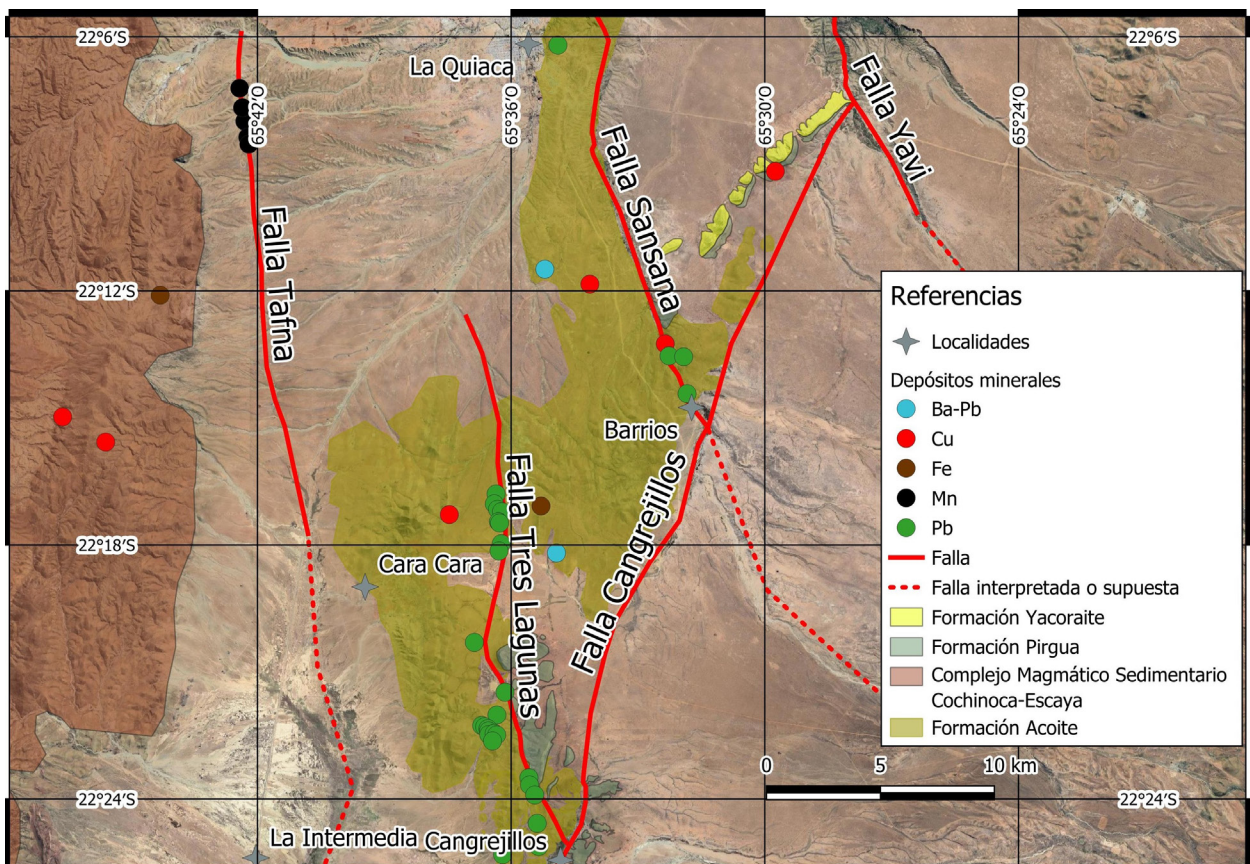 22°6′S
22°6′S
La Quiaca
65°42′O
65°36′O
65°30′O
65°24′O
Falla Yavi
Falla Sansana
Falla Tafna
22°12′S
Referencias
Localidades
Depósitos minerales
Ba-Pb
Cu
Fe
Mn
Pb
Falla
Falla interpretada o supuesta
Formación Yacoraite
Formación Pirgua
Complejo Magmático Sedimentario
Cochinoca-Escaya
Formación Acoite
Barrios
Falla Tres Lagunas
Falla Cangrejillos
22°18′S
Cara Cara
0 5 10 km
22°24′S
22°24′S
La Intermedia
Cangrejillos